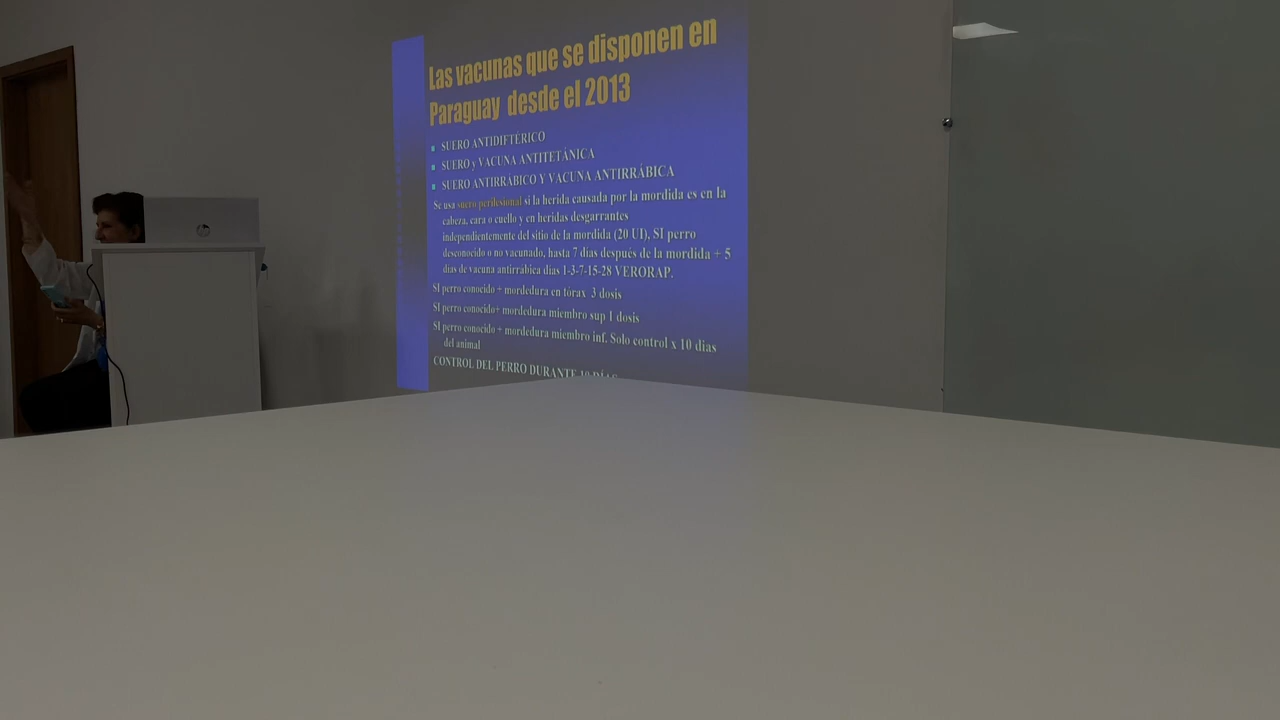 Las vacunas que se disponen en
Paraguay desde el 2013
SUERO ANTIDIFTÉRICO
SUERO y VACUNA ANTITETÁNICA
SUERO ANTIRRÁBICO Y VACUNA ANTIRRÁBICA
Se usa suero perilesional si la herida causada por la mordida es en la
cabeza, cara o cuello y en heridas desgarrantes
independientemente del sitio de la mordida (20 UI), SI perro
desconocido o no vacunado, hasta 7 dias después de la mordida + 5
dias de vacuna antirrábica dias 1-3-7-15-28 VERORAP.
SI perro conocido + mordedura en tórax 3 dosis
SI perro conocido+ mordedura miembro sup 1 dosis
SI perro conocido + mordedura miembro inf. Solo control x 10 dias
del animal
CONTROL DEL PERRO DURANTE 10 DÍAS